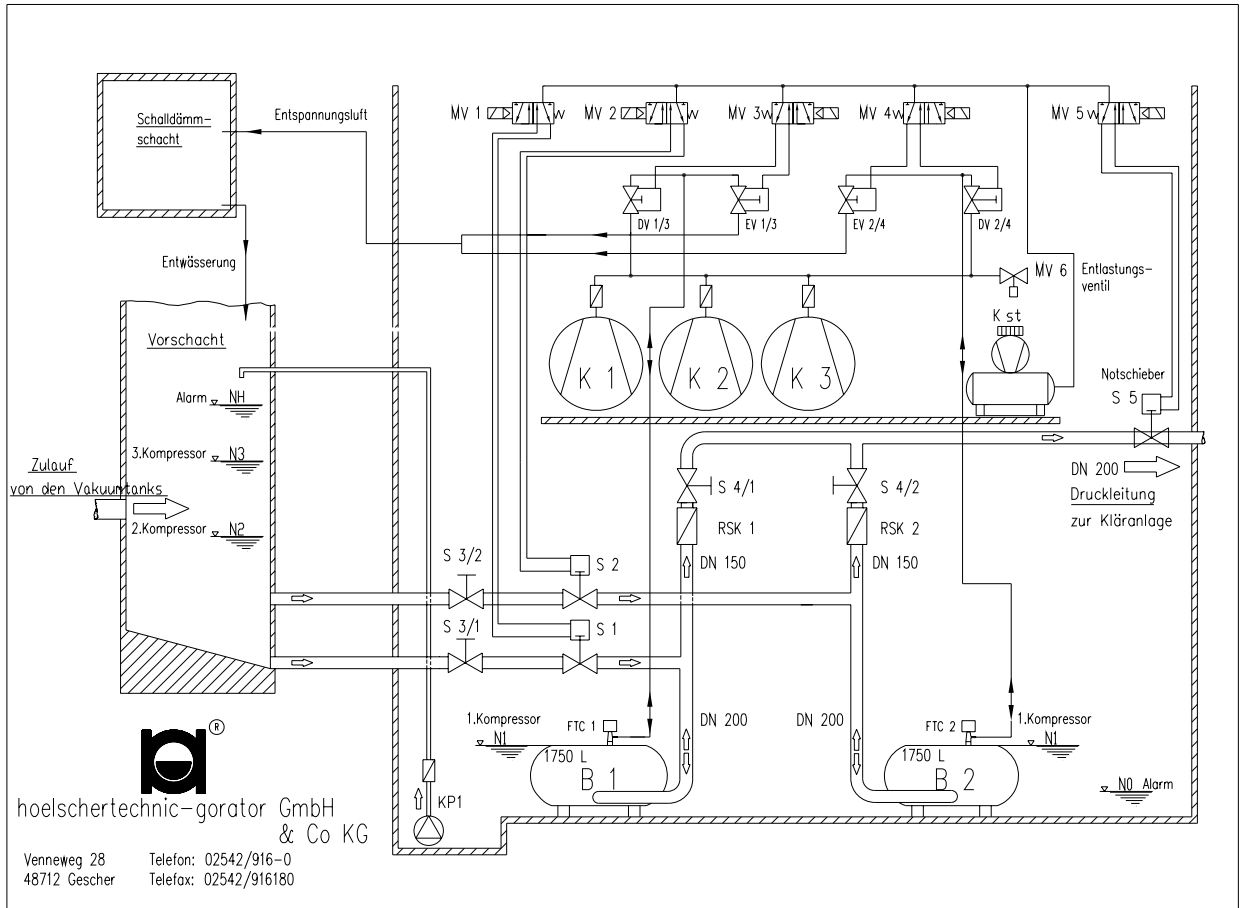 MV 1
MV 2
MV 3
MV 4
MV 5
Schalldämm-
schacht
Entspannungsluft
DV 1/3
EV 1/3
EV 2/4
DV 2/4
Entwässerung
MV 6
Entlastungs-
ventil
Vorschacht
K st
K 1
K 2
K 3
Notschieber
S 5
Alarm
NH
3.Kompressor
N3
Zulauf
von den Vakuumtanks
2.Kompressor
N2
DN 200
Druckleitung
zur Kläranlage
S 4/1
S 4/2
RSK 1
RSK 2
DN 150
DN 150
S 3/2
S 2
S 3/1
S 1
1.Kompressor
N1
FTC 1
DN 200
DN 200
FTC 2
1.Kompressor
N1
1750 L
B 1
1750 L
B 2
N0 Alarm
KP1
®
hoelschertechnic-gorator GmbH
& Co KG
Venneweg 28
Telefon: 02542/916-0
48712 Gescher
Telefax: 02542/916180